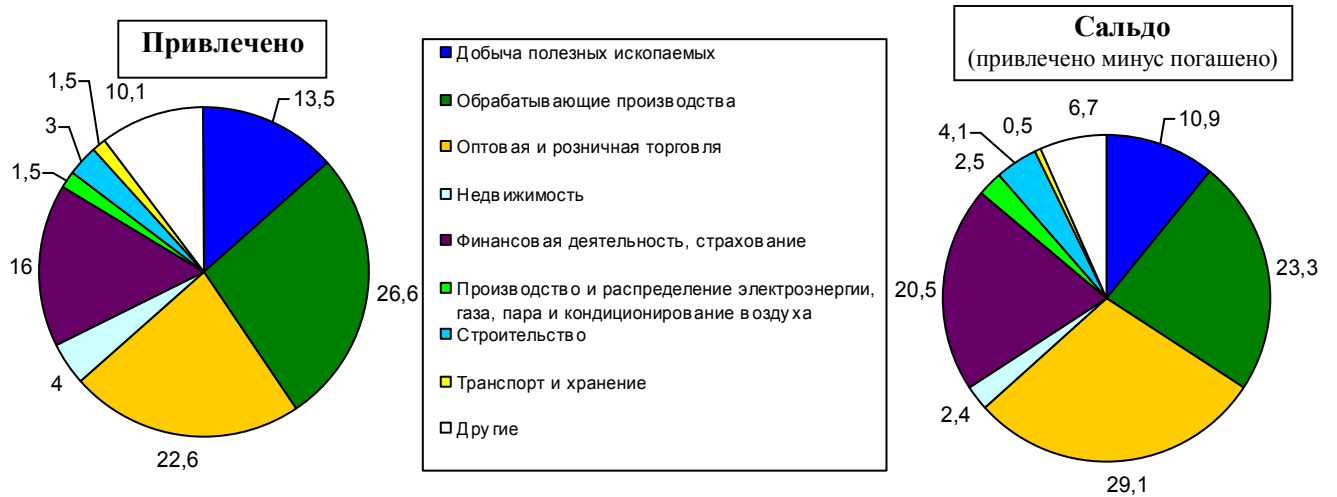 Привлечено
1,5
10,1
13,5
3
1,5
16
26,6
4
22,6
Добыча полезных ископаемых
Обрабатывающие производства
Оптовая и розничная торговля
Недвижимость
Финансовая деятельность, страхование
Производство и распределение электроэнергии,
газа, пара и кондиционирование воздуха
Строительство
Транспорт и хранение
Другие
Сальдо
(привлечено минус погашено)
6,7
0,5
10,9
4,1
2,5
23,3
20,5
2,4
29,1